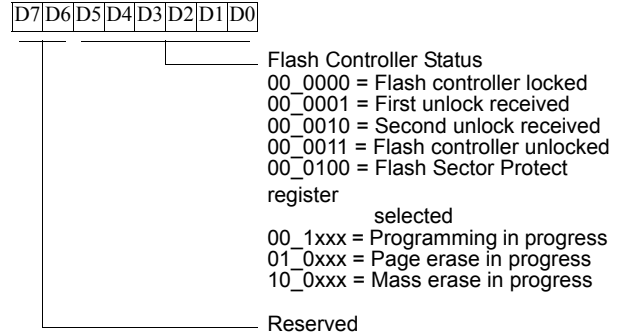 D7 D6 D5 D4 D3 D2 D1 D0
Flash Controller Status
00_0000 = Flash controller locked
00_0001 = First unlock received
00_0010 = Second unlock received
00_0011 = Flash controller unlocked
00_0100 = Flash Sector Protect
register
selected
00_1xxx = Programming in progress
01_0xxx = Page erase in progress
10_0xxx = Mass erase in progress
Reserved